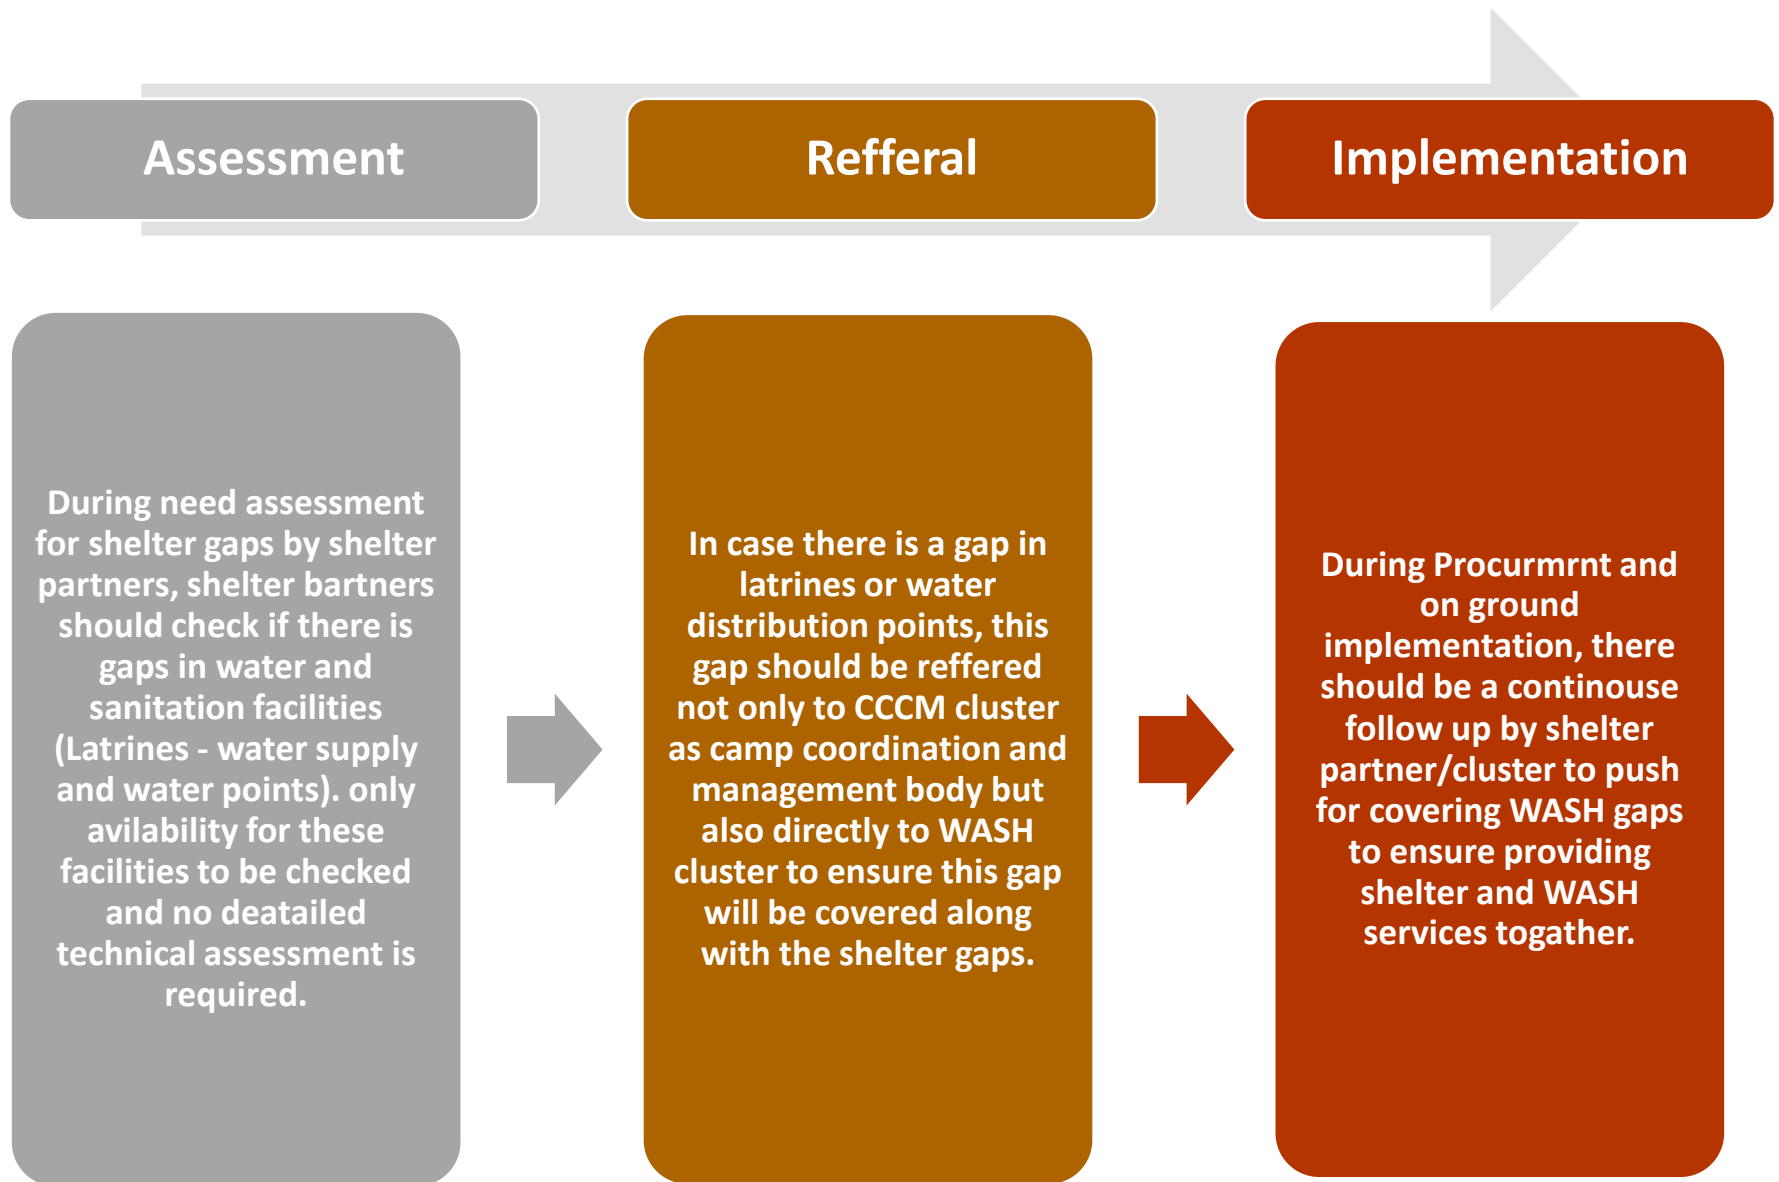 Assessment
Refferal
Implementation
During need assessment
for shelter gaps by shelter
partners, shelter bartners
should check if there is
gaps in water and
sanitation facilities
(Latrines - water supply
and water points). only
avilability for these
facilities to be checked
and no deatailed
technical assessment is
required.
In case there is a gap in
latrines or water
distribution points, this
gap should be reffered
not only to CCCM cluster
as camp coordination and
management body but
also directly to WASH
cluster to ensure this gap
will be covered along
with the shelter gaps.
During Procurmrnt and
on ground
implementation, there
should be a continouse
follow up by shelter
partner/cluster to push
for covering WASH gaps
to ensure providing
shelter and WASH
services togather.